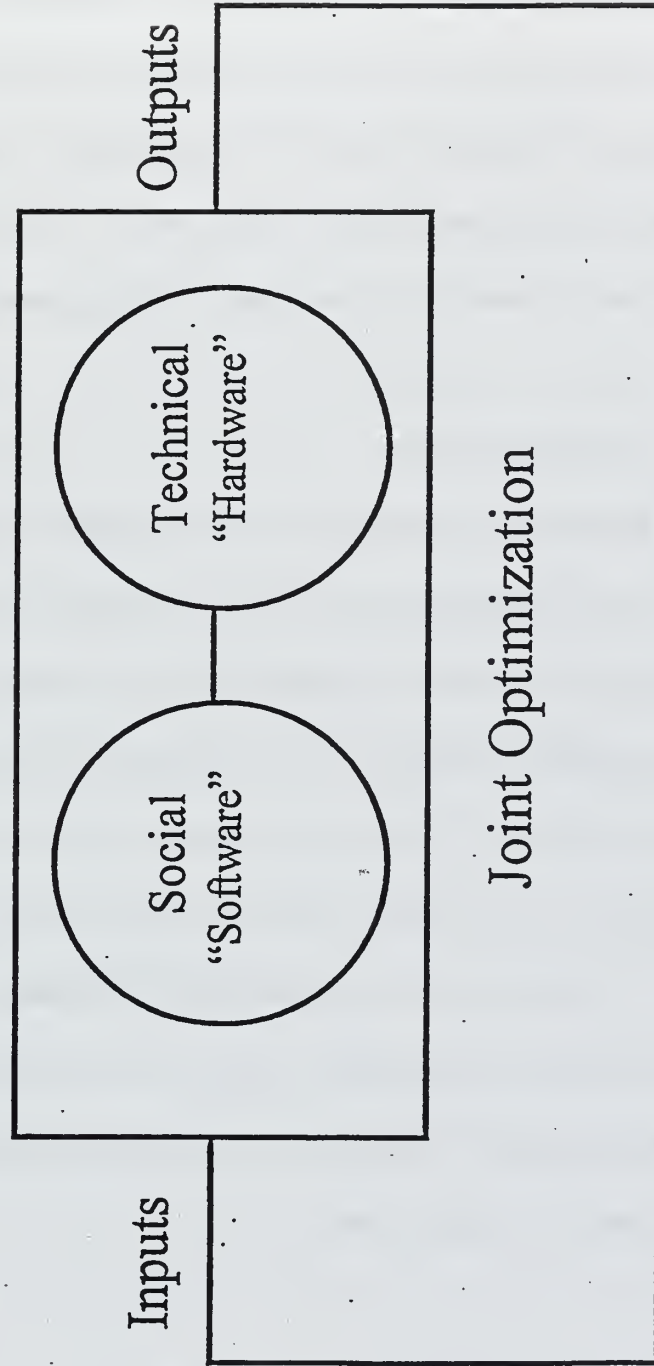 Inputs
Social
“Software”
Technical
“Hardware”
Outputs
Joint Optimization